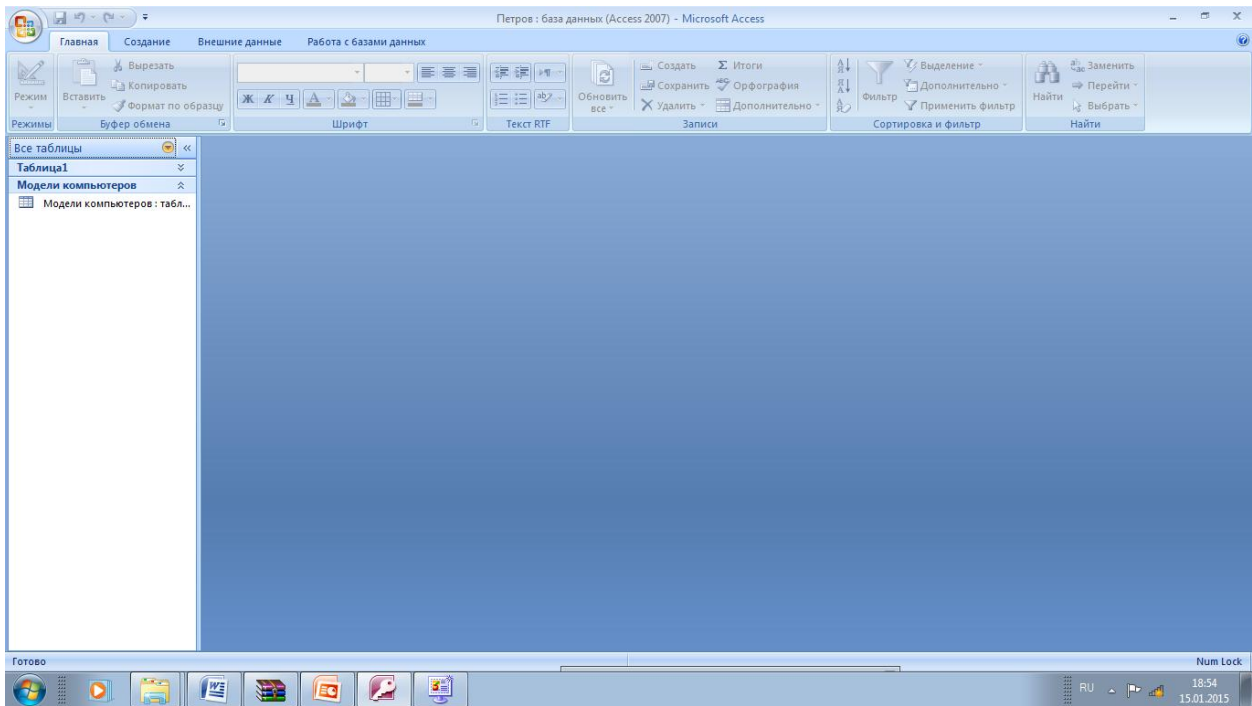 Петров : база данных (Access 2007) - Microsoft Access
Главная Создание Внешние данные Работа с базами данных
Режим
Режимы
Вставить
Вырезать
Копировать
Формат по образцу
Буфер обмена
Ж К Ч
Шрифт
Текст RTF
Обновить
все
Создать
Сохранить
Удалить
Итоги
Орфография
Дополнительно
Записи
Фильтр
Выделение
Дополнительно
Применить фильтр
Сортировка и фильтр
Найти
Заменить
Перейти
Выбрать
Найти
Все таблицы
Таблица1
Модели компьютеров
Модели компьютеров : табл...
Готово
Num Lock
RU
18:54
15.01.2015